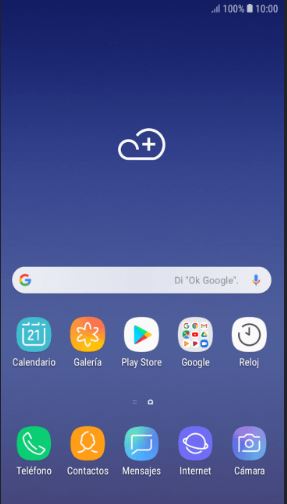 100% 10:00
Di "Ok Google".
21
Calendario Galería Play Store Google Reloj
Teléfono Contactos Mensajes Internet Cámara